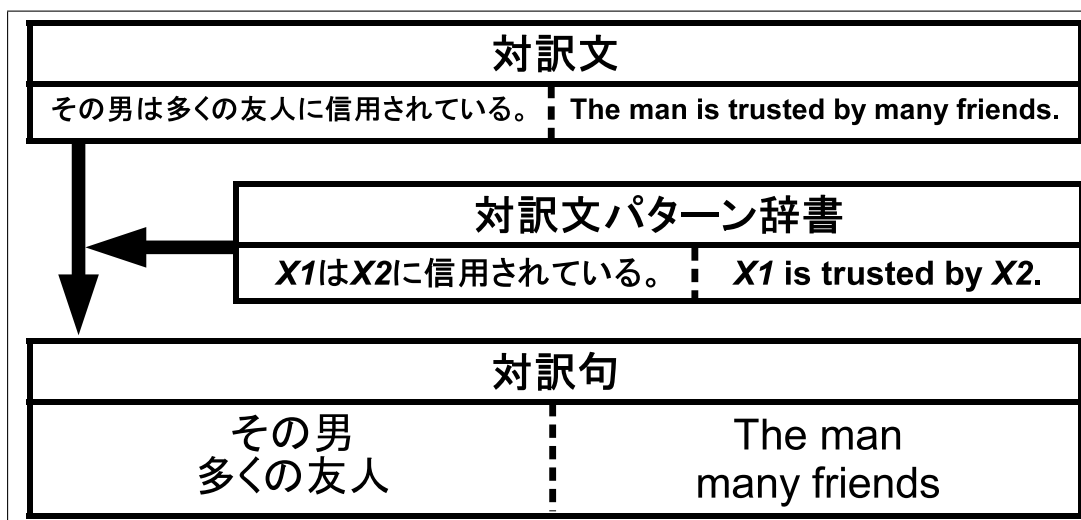 対訳文
その男は多くの友人に信用されている。 The man is trusted by many friends.
対訳文パターン辞書
X1はX2に信用されている。 X1 is trusted by X2.
対訳句
その男 The man
多くの友人 many friends